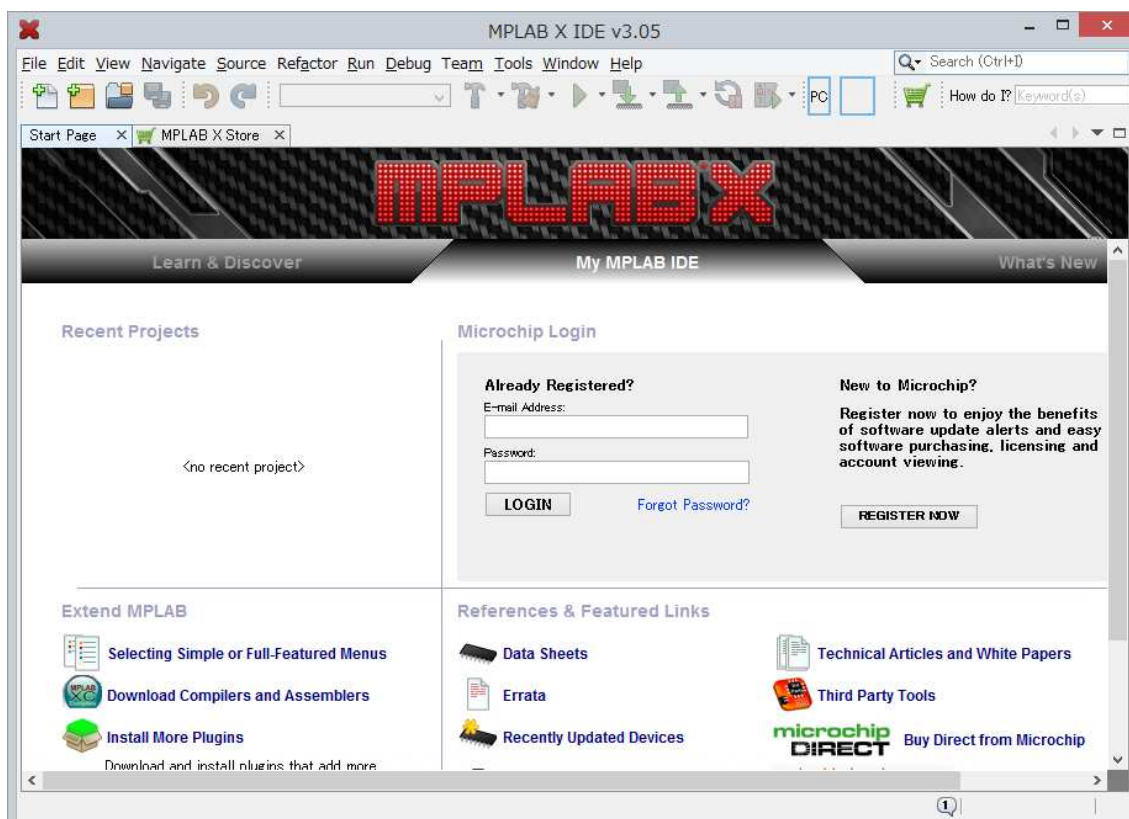 MPLAB X IDE v3.05
File Edit View Navigate Source Refactor Run Debug Team Tools Window Help
Search (Ctrl+I)
PC
How do I? Keyword(s)
Start Page
MPLAB X Store
MPLAB X
Learn & Discover
My MPLAB IDE
What's New
Recent Projects
<no recent project>
Microchip Login
Already Registered?
E-mail Address:
Password:
LOGIN
Forgot Password?
New to Microchip?
Register now to enjoy the benefits
of software update alerts and easy
software purchasing, licensing and
account viewing.
REGISTER NOW
Extend MPLAB
Selecting Simple or Full-Featured Menus
MPLAB XC
Download Compilers and Assemblers
Install More Plugins
Download and install plugins that add more
References & Featured Links
Data Sheets
Errata
Recently Updated Devices
Technical Articles and White Papers
Third Party Tools
microchip
DIRECT
Buy Direct from Microchip
1